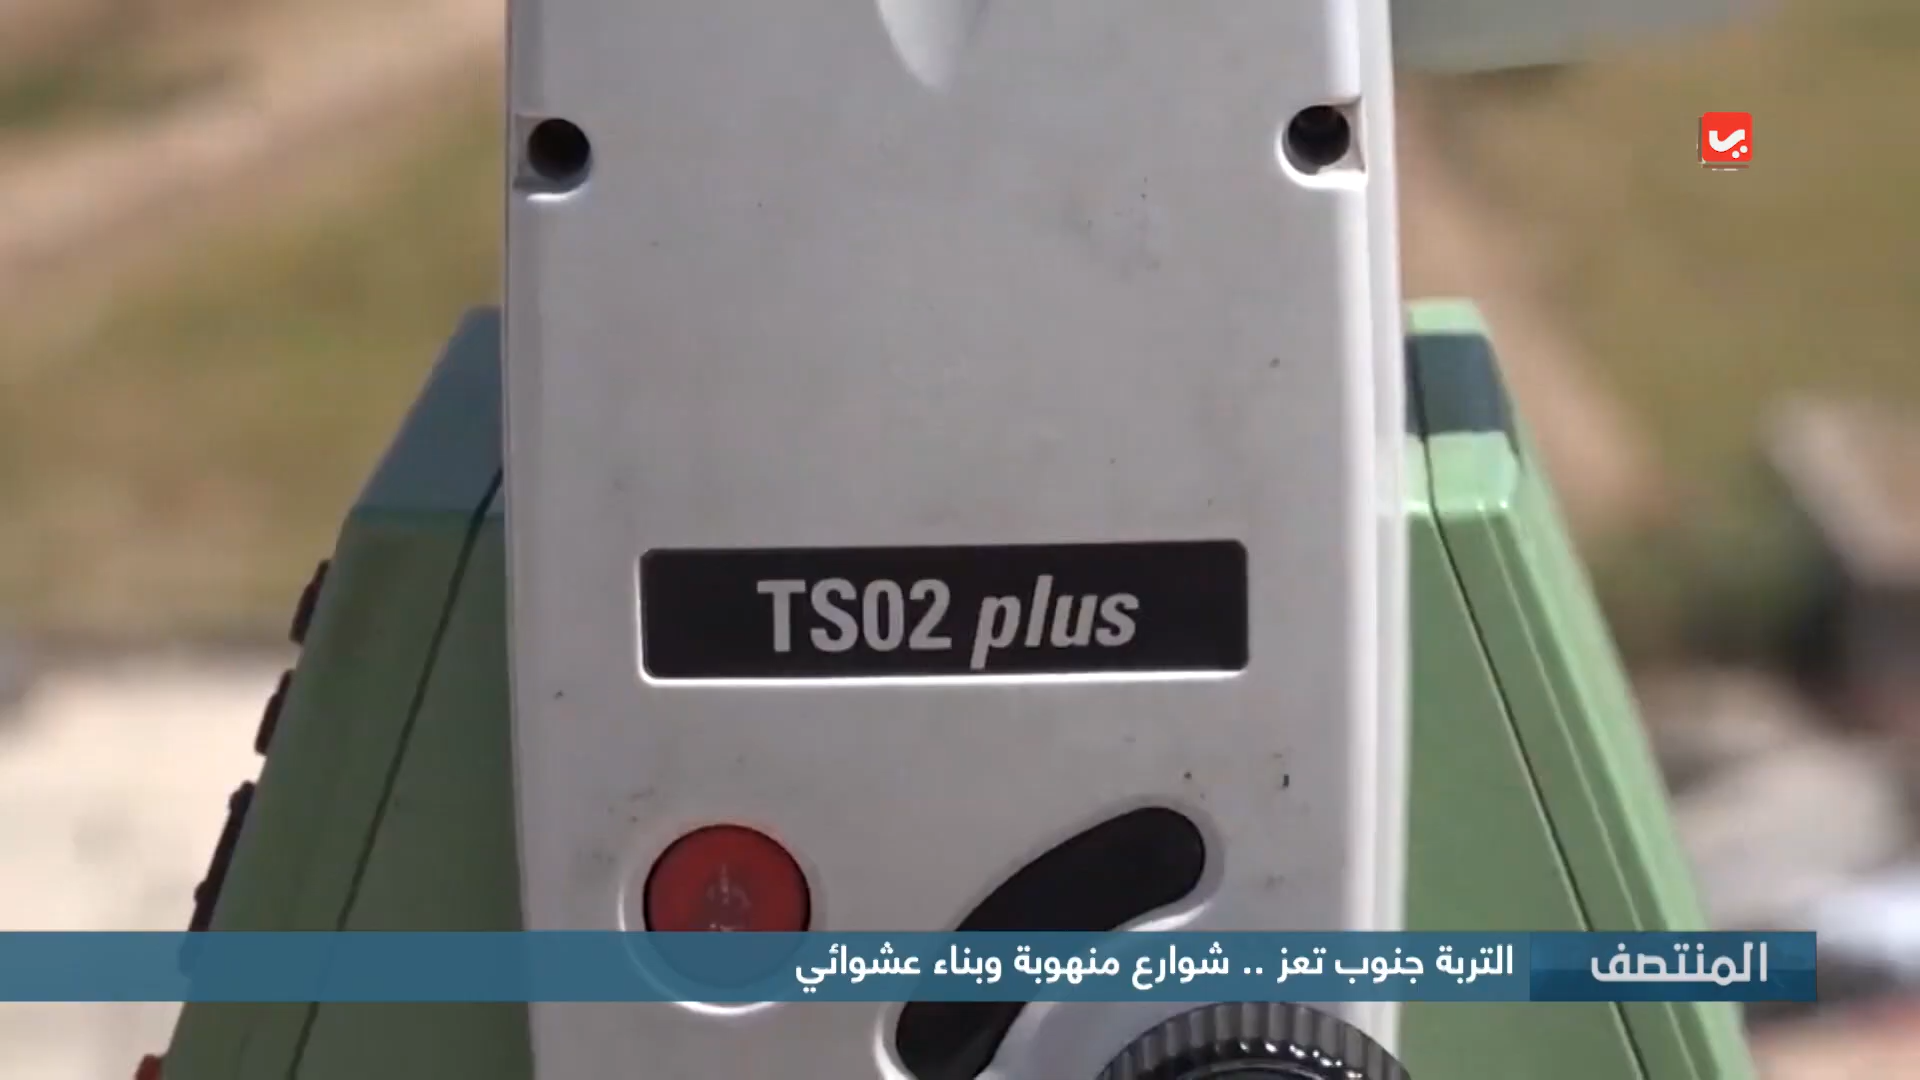 TS02 plus
المنتصف
التربة جنوب تعز .. شوارع منهوبة وبناء عشوائي